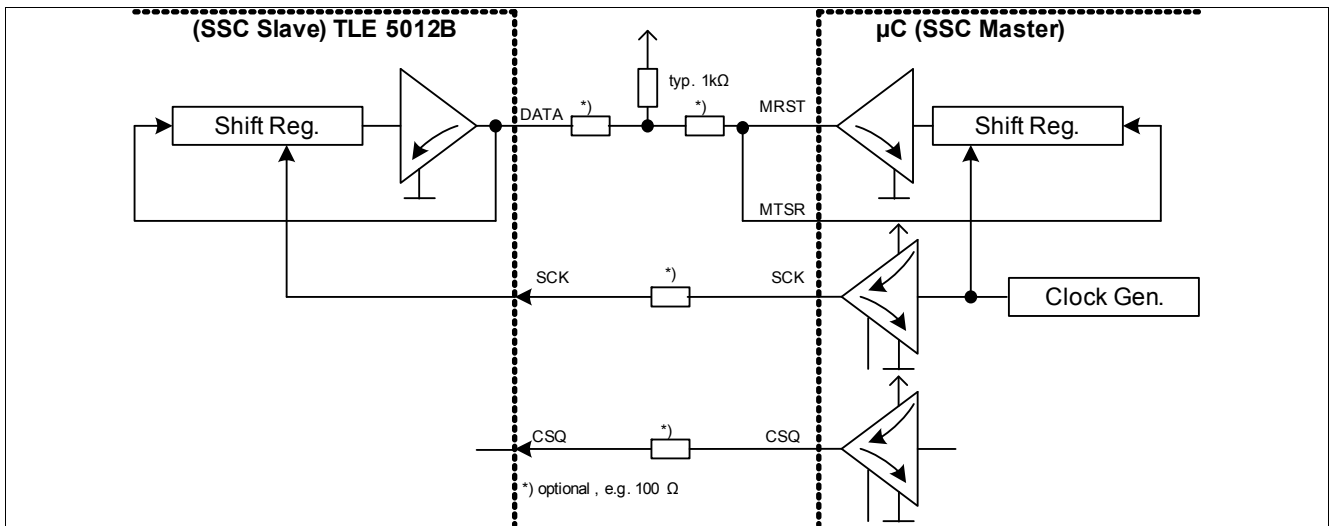 (SSC Slave) TLE 5012B
µC (SSC Master)
typ. 1kΩ
*)
*)
DATA
MRST
Shift Reg.
Shift Reg.
MTSR
SCK
*)
SCK
Clock Gen.
CSQ
*)
CSQ
*) optional , e.g. 100 Ω